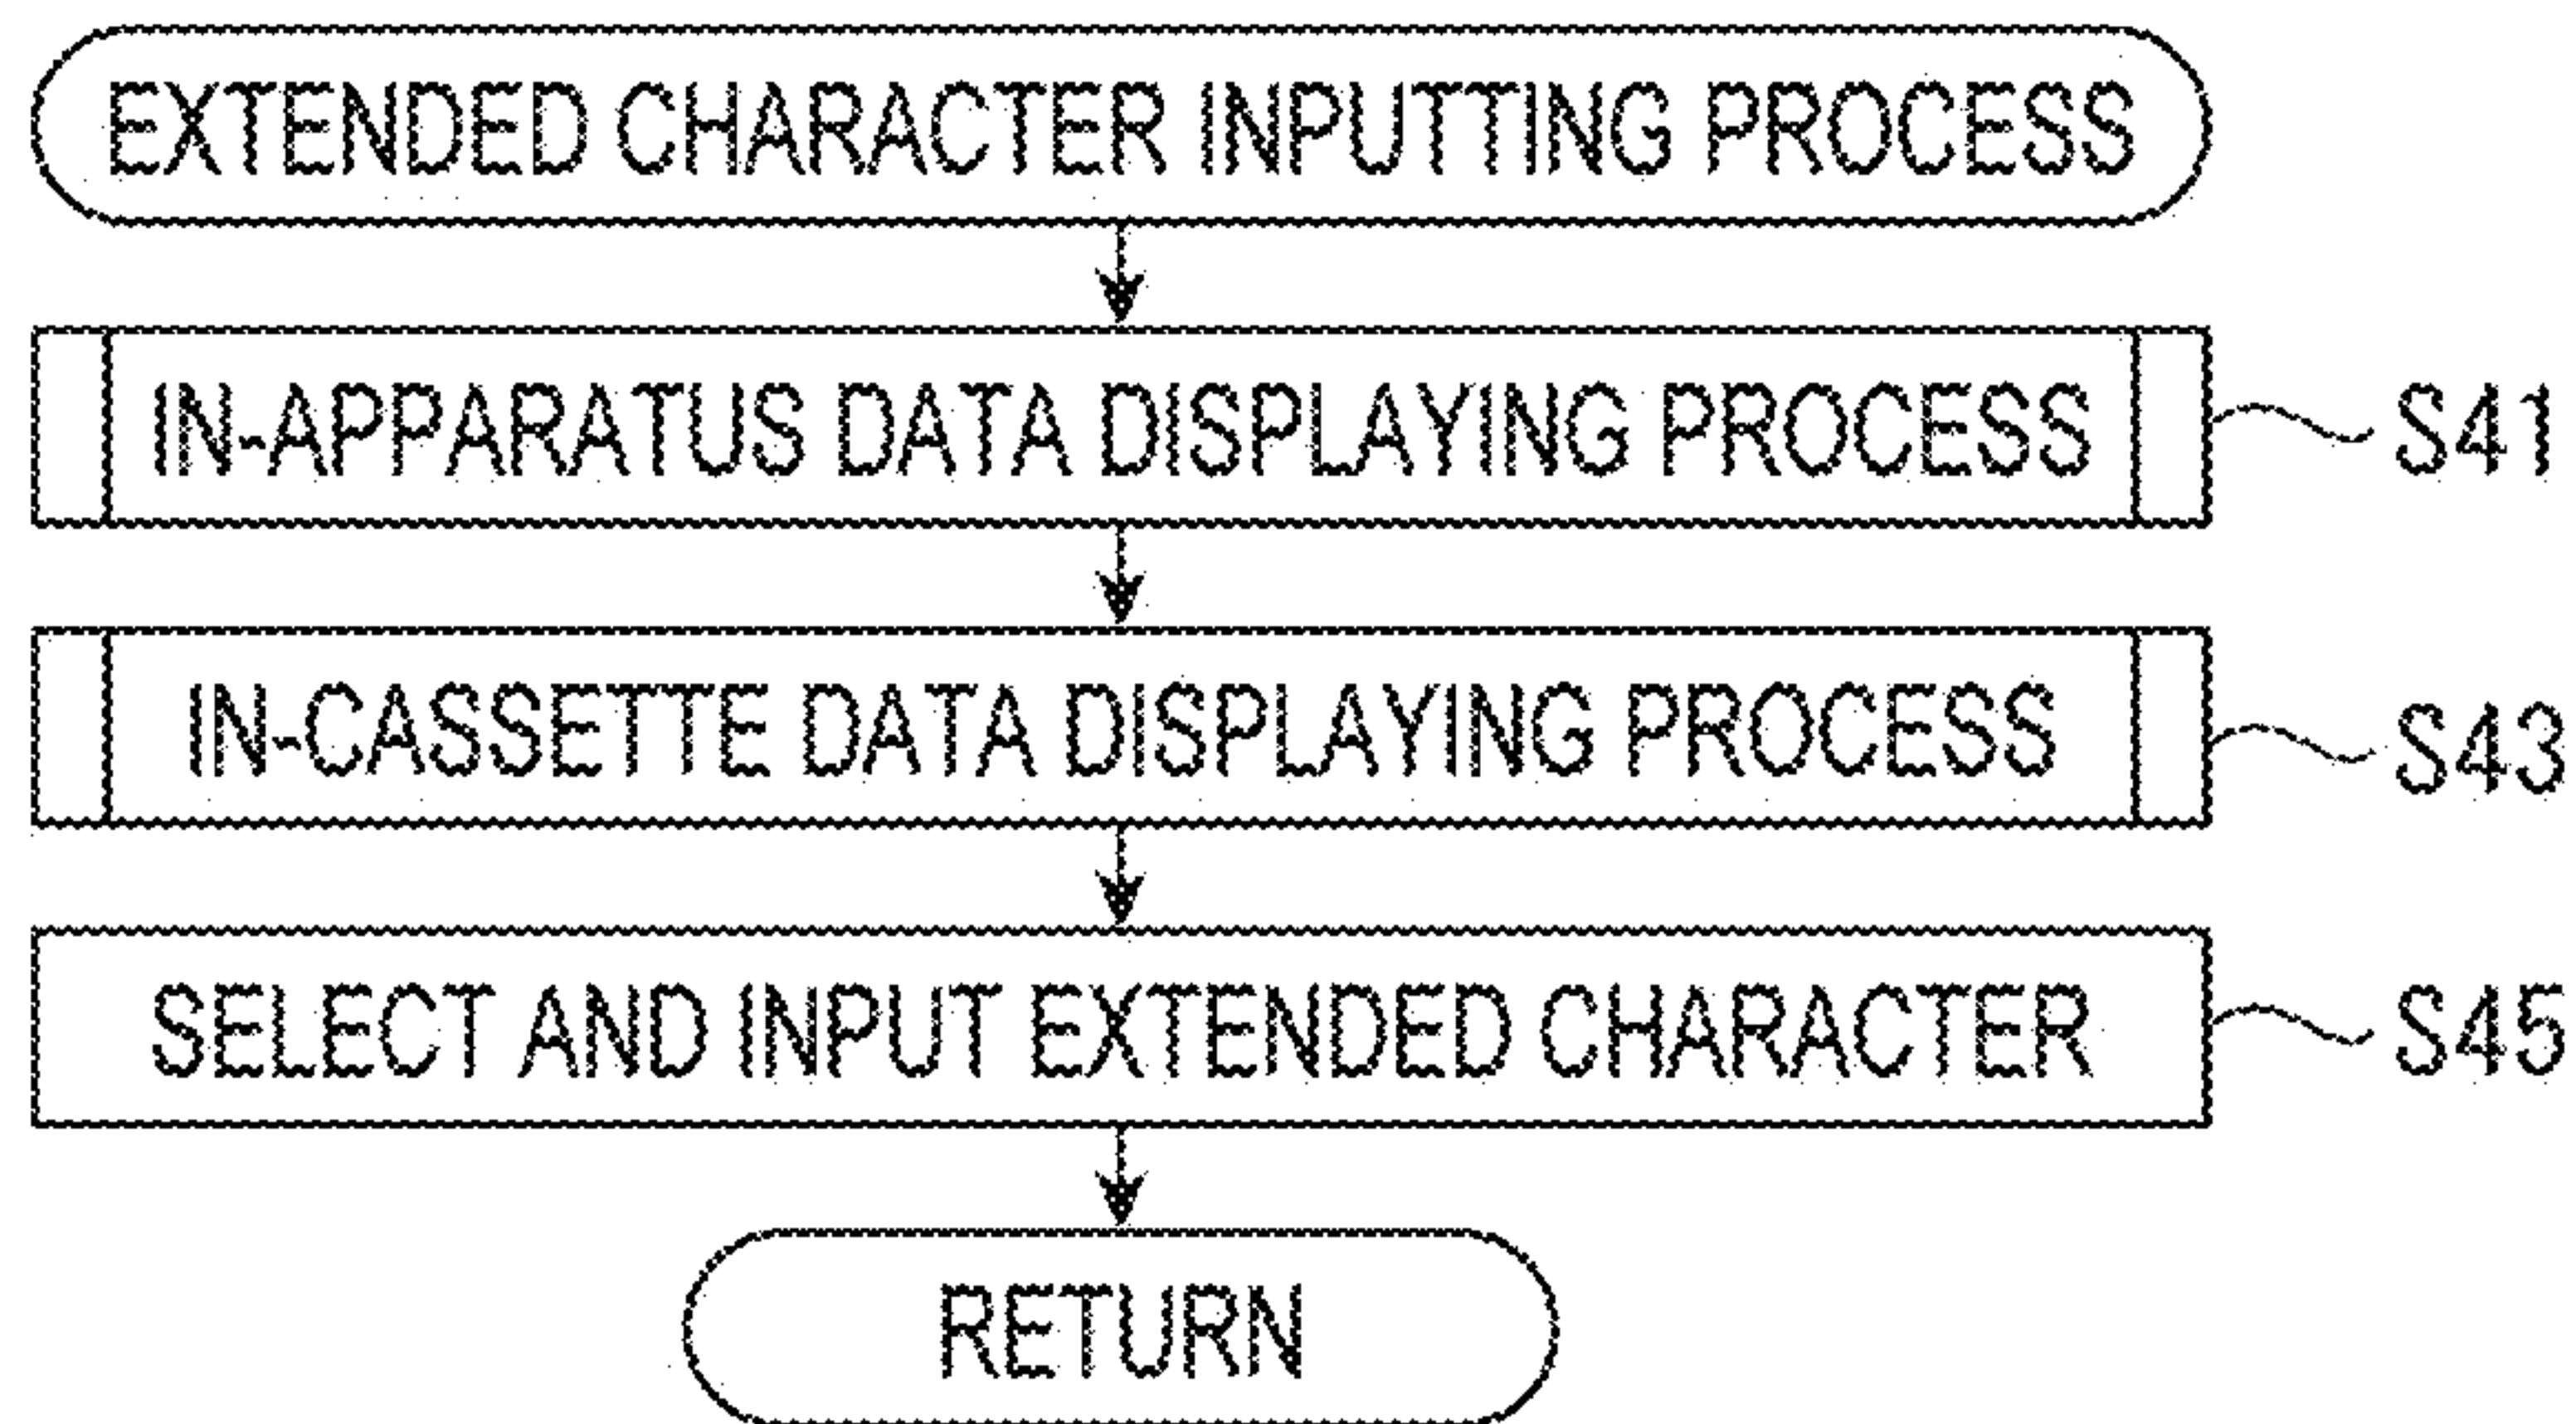 EXTENDED CHARACTER INPUTTING PROCESS
IN-APPARATUS DATA DISPLAYING PROCESS
S41
IN-CASSETTE DATA DISPLAYING PROCESS
S43
SELECT AND INPUT EXTENDED CHARACTER
S45
RETURN